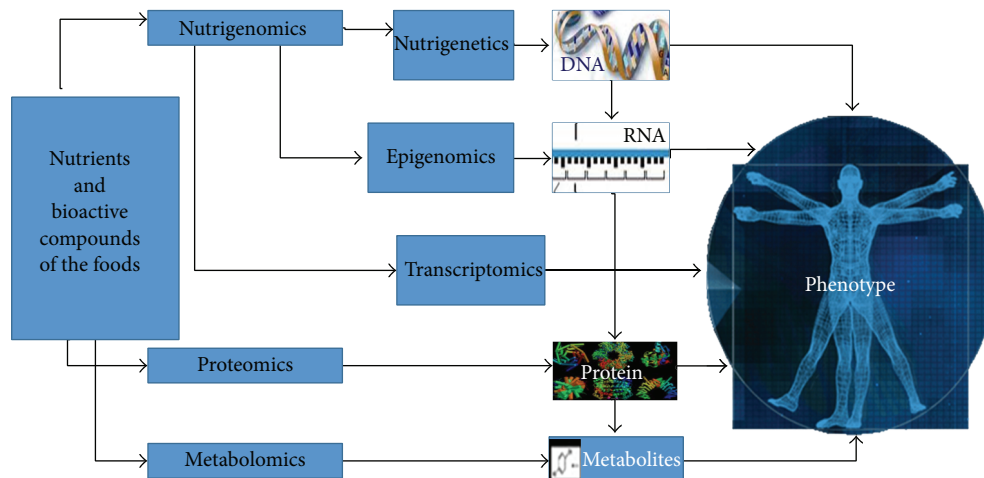 Nutrigenomics
Nutrigenetics
DNA
Nutrients
and
bioactive
compounds
of the foods
Epigenomics
RNA
Transcriptomics
Phenotype
Proteomics
Protein
Metabolomics
Metabolites